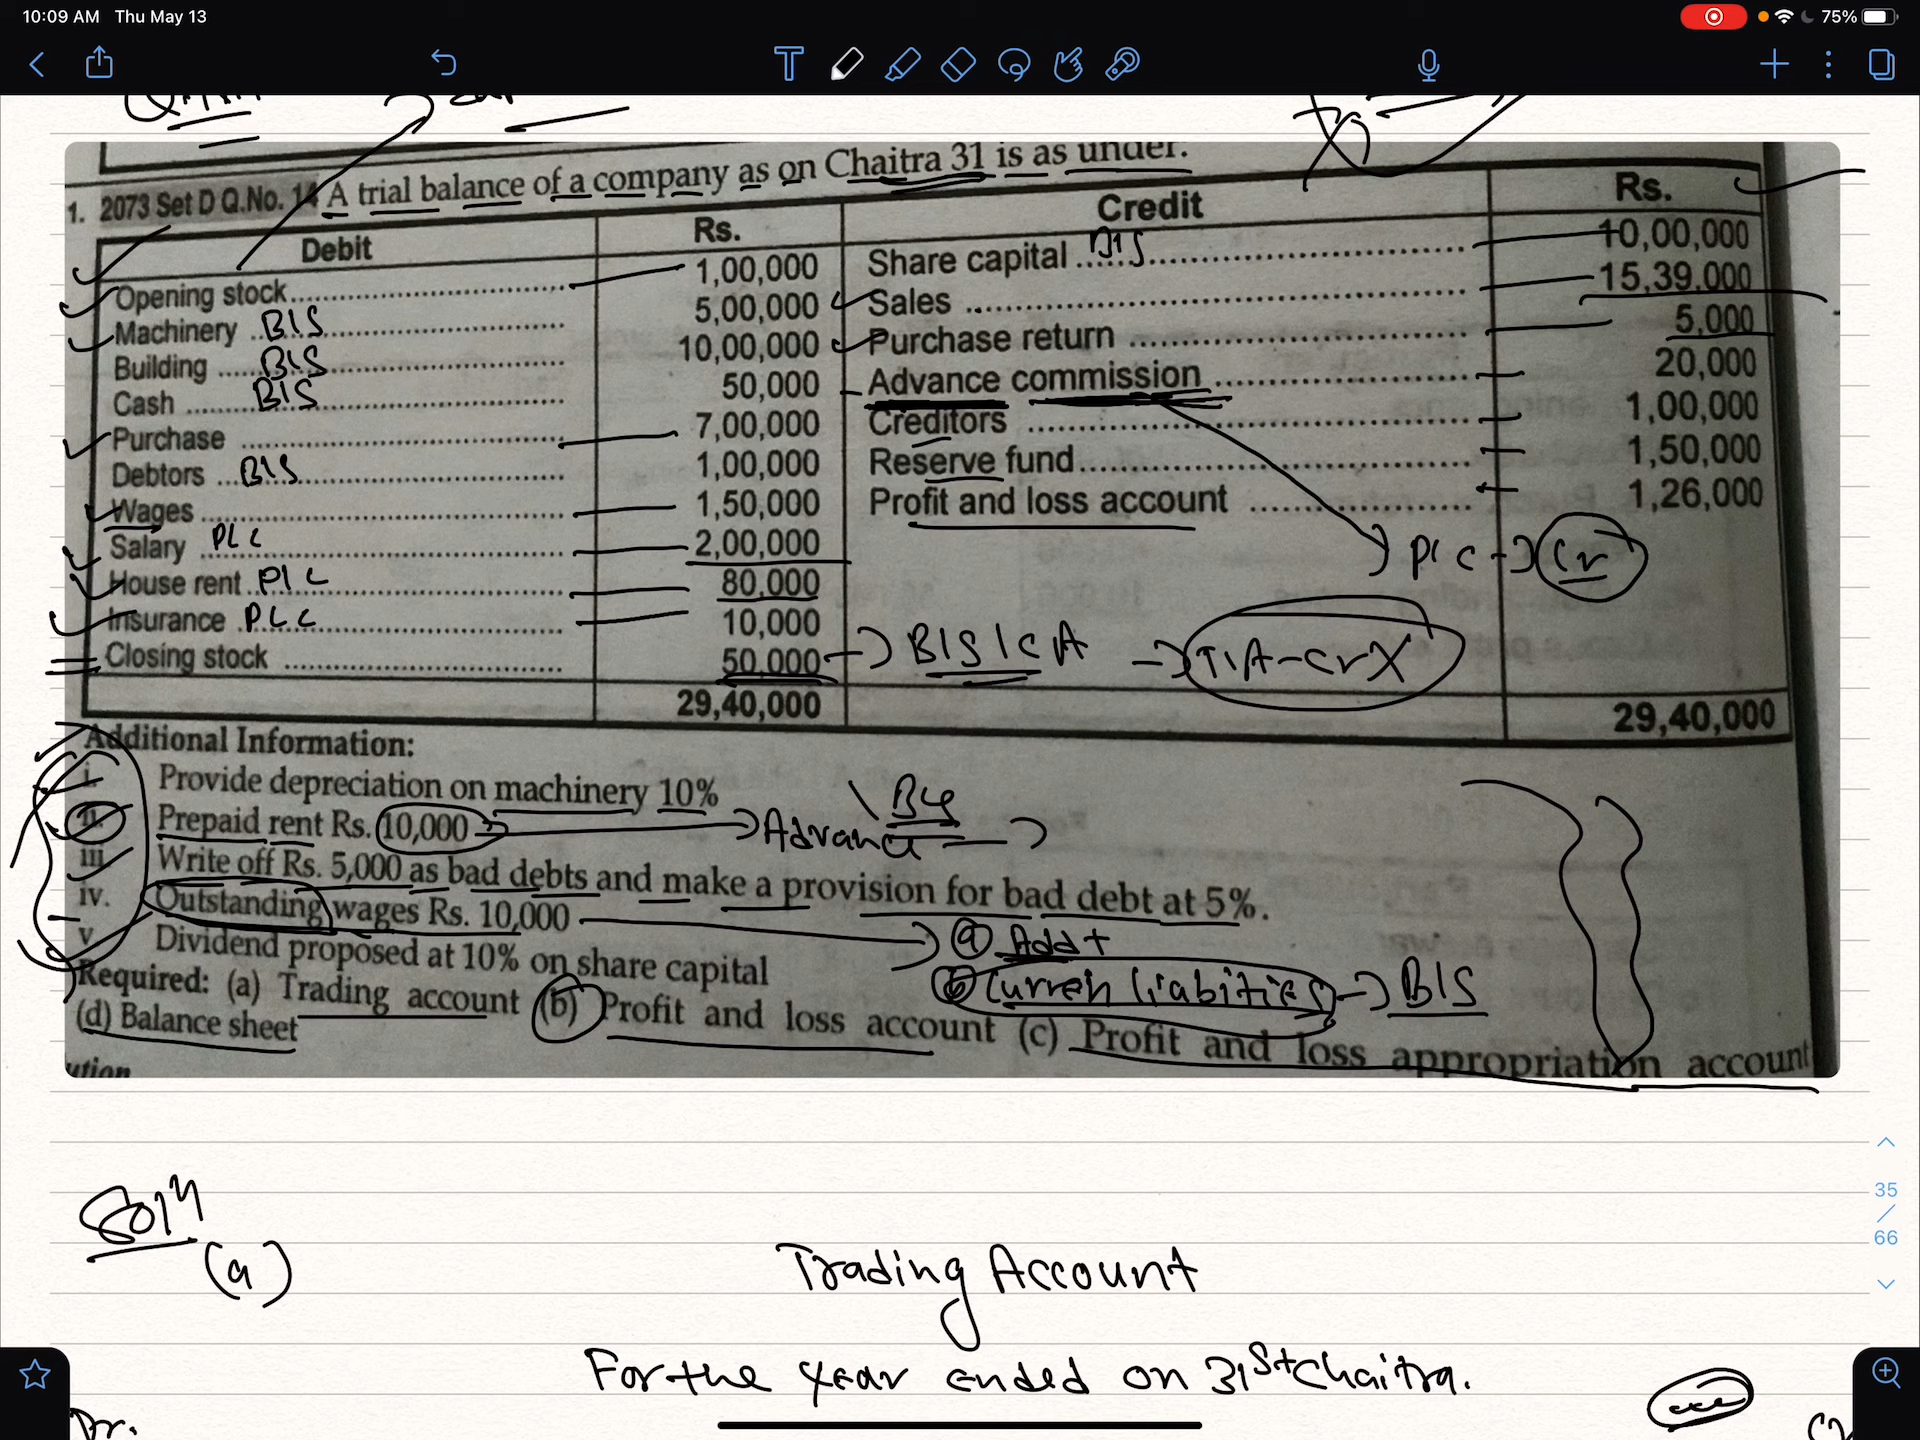 10:09 AM Thu May 13
75%
1. 2073 Set D Q.No. 14 A trial balance of a company as on Chaitra 31 is as under.
Debit Rs. Credit Rs.
Opening stock 1,00,000 Share capital B/S 10,00,000
Machinery B/S 5,00,000 Sales 15,39,000
Building B/S 10,00,000 Purchase return 5,000
Cash B/S 50,000 Advance commission 20,000
Purchase 7,00,000 Creditors 1,00,000
Debtors B/S 1,00,000 Reserve fund 1,50,000
Wages 1,50,000 Profit and loss account 1,26,000
Salary PLC 2,00,000
P/L → Cr
House rent P/L 80,000
Insurance PLC 10,000
Closing stock 50,000 → B/S/CA → T/A-Cr X
29,40,000 29,40,000
Additional Information:
i. Provide depreciation on machinery 10%
ii. Prepaid rent Rs. 10,000 → Advance
iii. Write off Rs. 5,000 as bad debts and make a provision for bad debt at 5%.
iv. Outstanding wages Rs. 10,000 → (a) Add +
v. Dividend proposed at 10% on share capital
(b) Curren liabilities → B/S
Required: (a) Trading account (b) Profit and loss account (c) Profit and loss appropriation account
(d) Balance sheet
ution
Solⁿ
(a)
Trading Account
For the year ended on 31st Chaitra.
Dr.
35
/
66